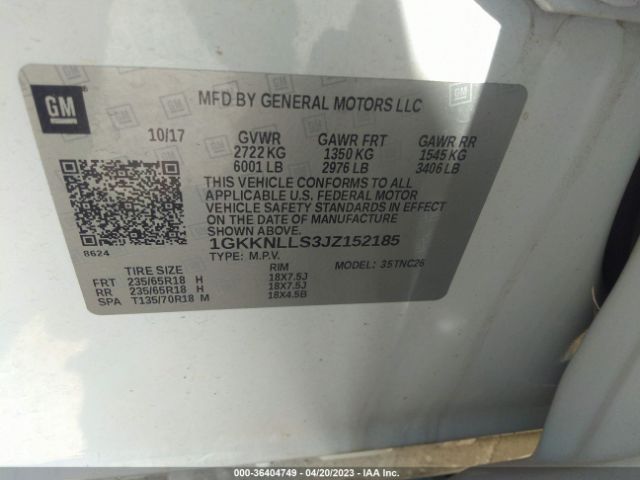 GM
MFD BY GENERAL MOTORS LLC
10/17 GVWR GAWR FRT GAWR RR
2722 KG 1350 KG 1545 KG
6001 LB 2976 LB 3406 LB
THIS VEHICLE CONFORMS TO ALL
APPLICABLE U.S. FEDERAL MOTOR
VEHICLE SAFETY STANDARDS IN EFFECT
ON THE DATE OF MANUFACTURE
SHOWN ABOVE.
8624 1GKKNLLS3JZ152185
TYPE: M.P.V. MODEL: 35TNC26
TIRE SIZE RIM
FRT 235/65R18 H 18X7.5J
RR 235/65R18 H 18X7.5J
SPA T135/70R18 M 18X4.5B
000-36404749 - 04/20/2023 - IAA Inc.